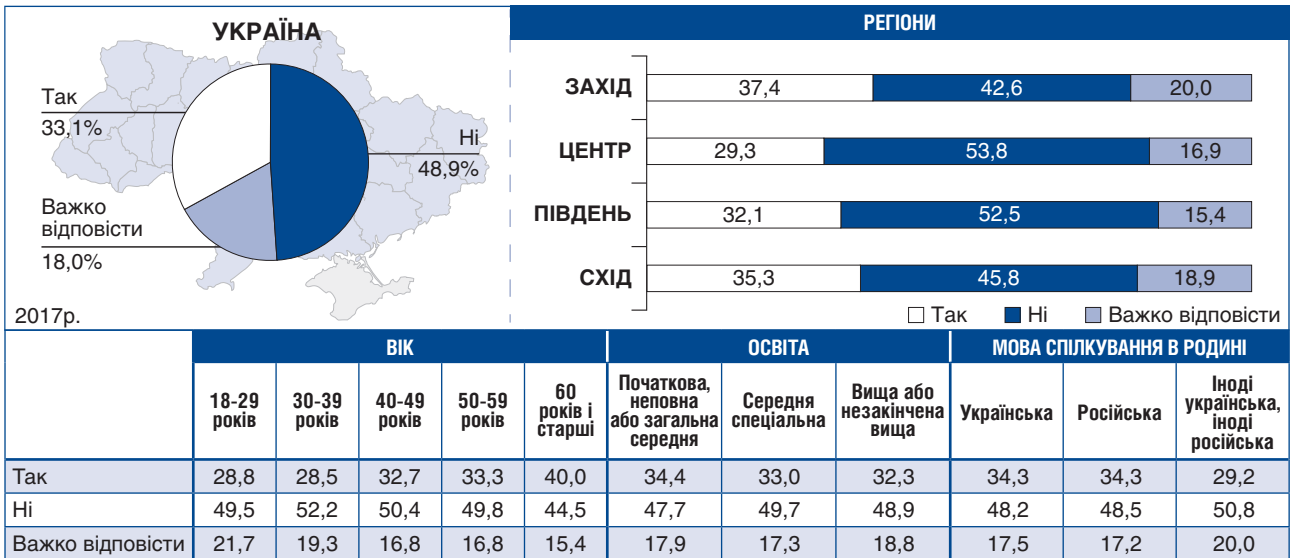 УКРАЇНА
Так
33,1%
Ні
48,9%
Важко
відповісти
18,0%
2017р.
РЕГІОНИ
ЗАХІД 37,4 42,6 20,0
ЦЕНТР 29,3 53,8 16,9
ПІВДЕНЬ 32,1 52,5 15,4
СХІД 35,3 45,8 18,9
Так Ні Важко відповісти
ВІК ОСВІТА МОВА СПІЛКУВАННЯ В РОДИНІ
18-29
років
30-39
років
40-49
років
50-59
років
60
років і
старші
Початкова,
неповна
або загальна
середня
Середня
спеціальна
Вища або
незакінчена
вища
Українська
Російська
Іноді
українська,
іноді
російська
Так 28,8 28,5 32,7 33,3 40,0 34,4 33,0 32,3 34,3 34,3 29,2
Ні 49,5 52,2 50,4 49,8 44,5 47,7 49,7 48,9 48,2 48,5 50,8
Важко відповісти 21,7 19,3 16,8 16,8 15,4 17,9 17,3 18,8 17,5 17,2 20,0